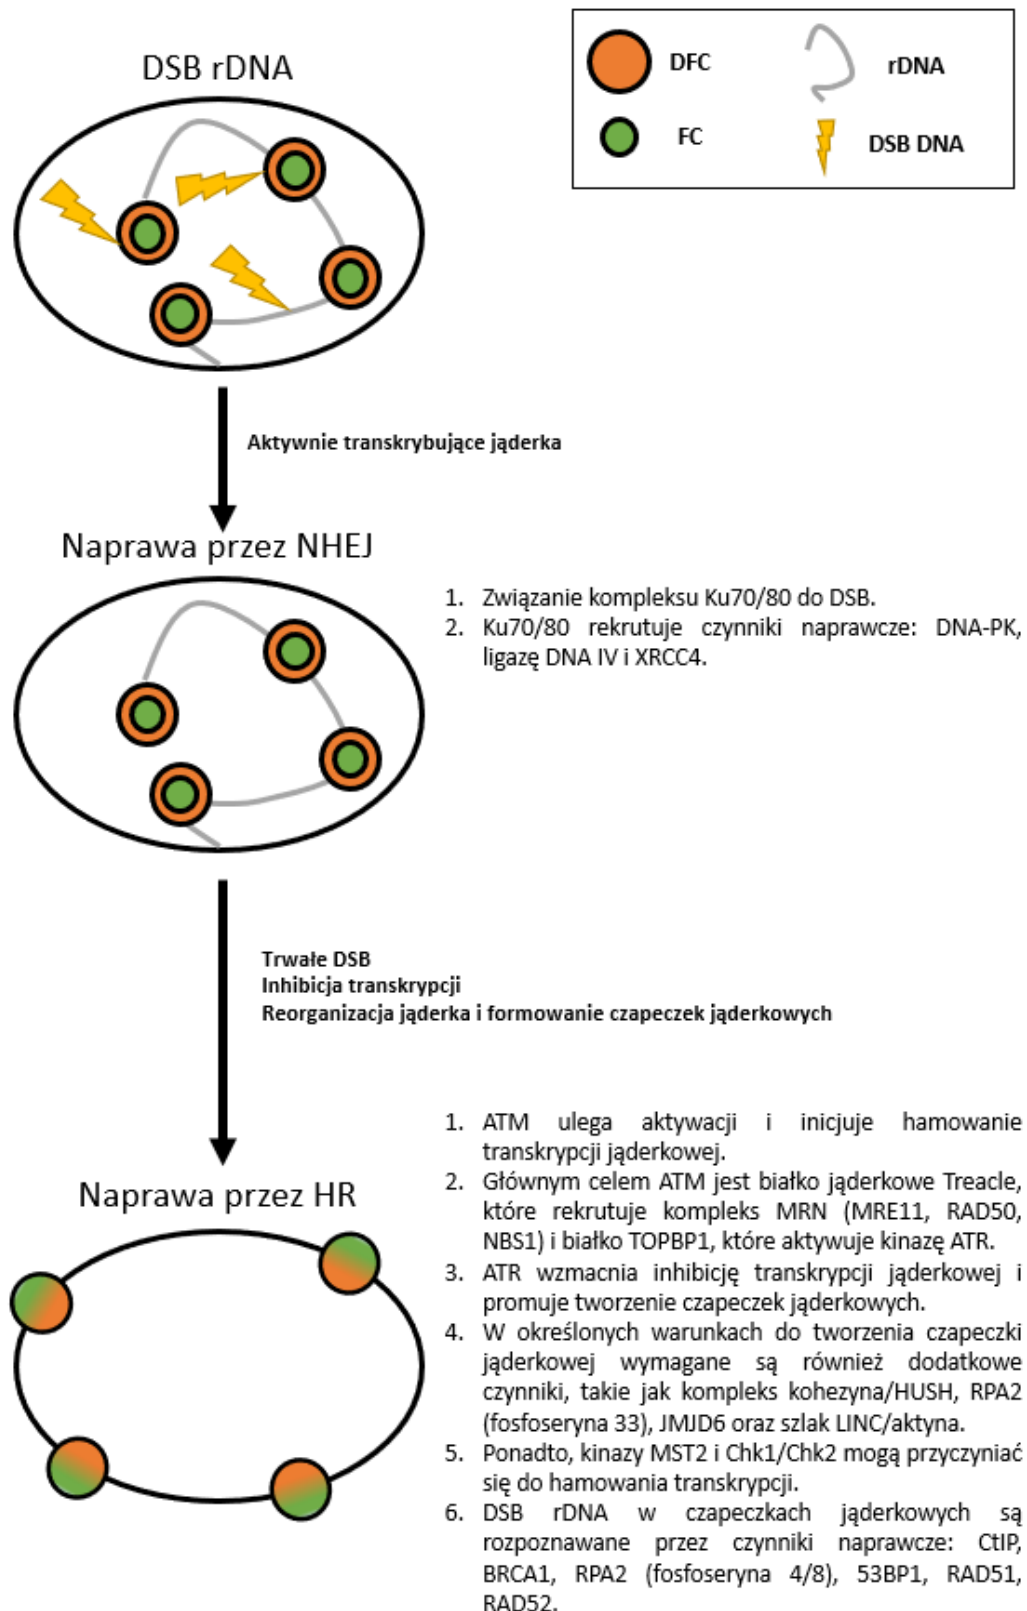 DSB rDNA
DFC
rDNA
FC
DSB DNA
Aktywnie transkrybujące jąderka
Naprawa przez NHEJ
1. Związanie kompleksu Ku70/80 do DSB.
2. Ku70/80 rekrutuje czynniki naprawcze: DNA-PK,
ligazę DNA IV i XRCC4.
Trwałe DSB
Inhibicja transkrypcji
Reorganizacja jąderka i formowanie czapeczek jąderkowych
Naprawa przez HR
1. ATM ulega aktywacji i inicjuje hamowanie
transkrypcji jąderkowej.
2. Głównym celem ATM jest białko jąderkowe Treacle,
które rekrutuje kompleks MRN (MRE11, RAD50,
NBS1) i białko TOPBP1, które aktywuje kinazę ATR.
3. ATR wzmacnia inhibicję transkrypcji jąderkowej i
promuje tworzenie czapeczek jąderkowych.
4. W określonych warunkach do tworzenia czapeczki
jąderkowej wymagane są również dodatkowe
czynniki, takie jak kompleks kohezyna/HUSH, RPA2
(fosfoseryna 33), JMJD6 oraz szlak LINC/aktyna.
5. Ponadto, kinazy MST2 i Chk1/Chk2 mogą przyczyniać
się do hamowania transkrypcji.
6. DSB rDNA w czapeczkach jąderkowych są
rozpoznawane przez czynniki naprawcze: CtIP,
BRCA1, RPA2 (fosfoseryna 4/8), 53BP1, RAD51,
RAD52.